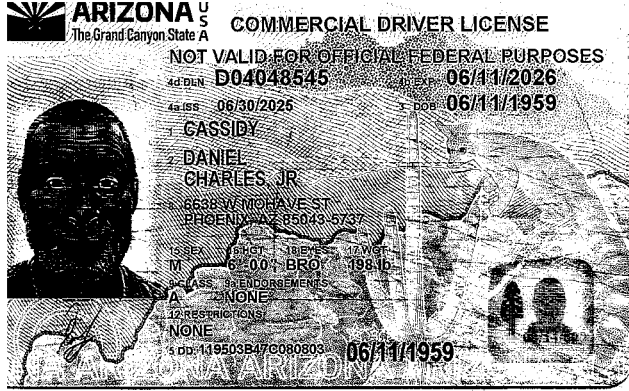 ARIZONA USA
The Grand Canyon State
COMMERCIAL DRIVER LICENSE
NOT VALID FOR OFFICIAL FEDERAL PURPOSES
4d DLN D04048545 4b EXP 06/11/2026
4a ISS 06/30/2025 3 DOB 06/11/1959
1 CASSIDY
2 DANIEL
CHARLES, JR
8 6638 W MOHAVE ST
PHOENIX, AZ 85043-5737
15 SEX 16 HGT 18 EYES 17 WGT
M 6'-00" BRO 198 lb
9 CLASS 9a ENDORSEMENTS
A NONE
12 RESTRICTIONS
NONE
5 DD 119503B47C080803 06/11/1959
ARIZONA ARIZONA